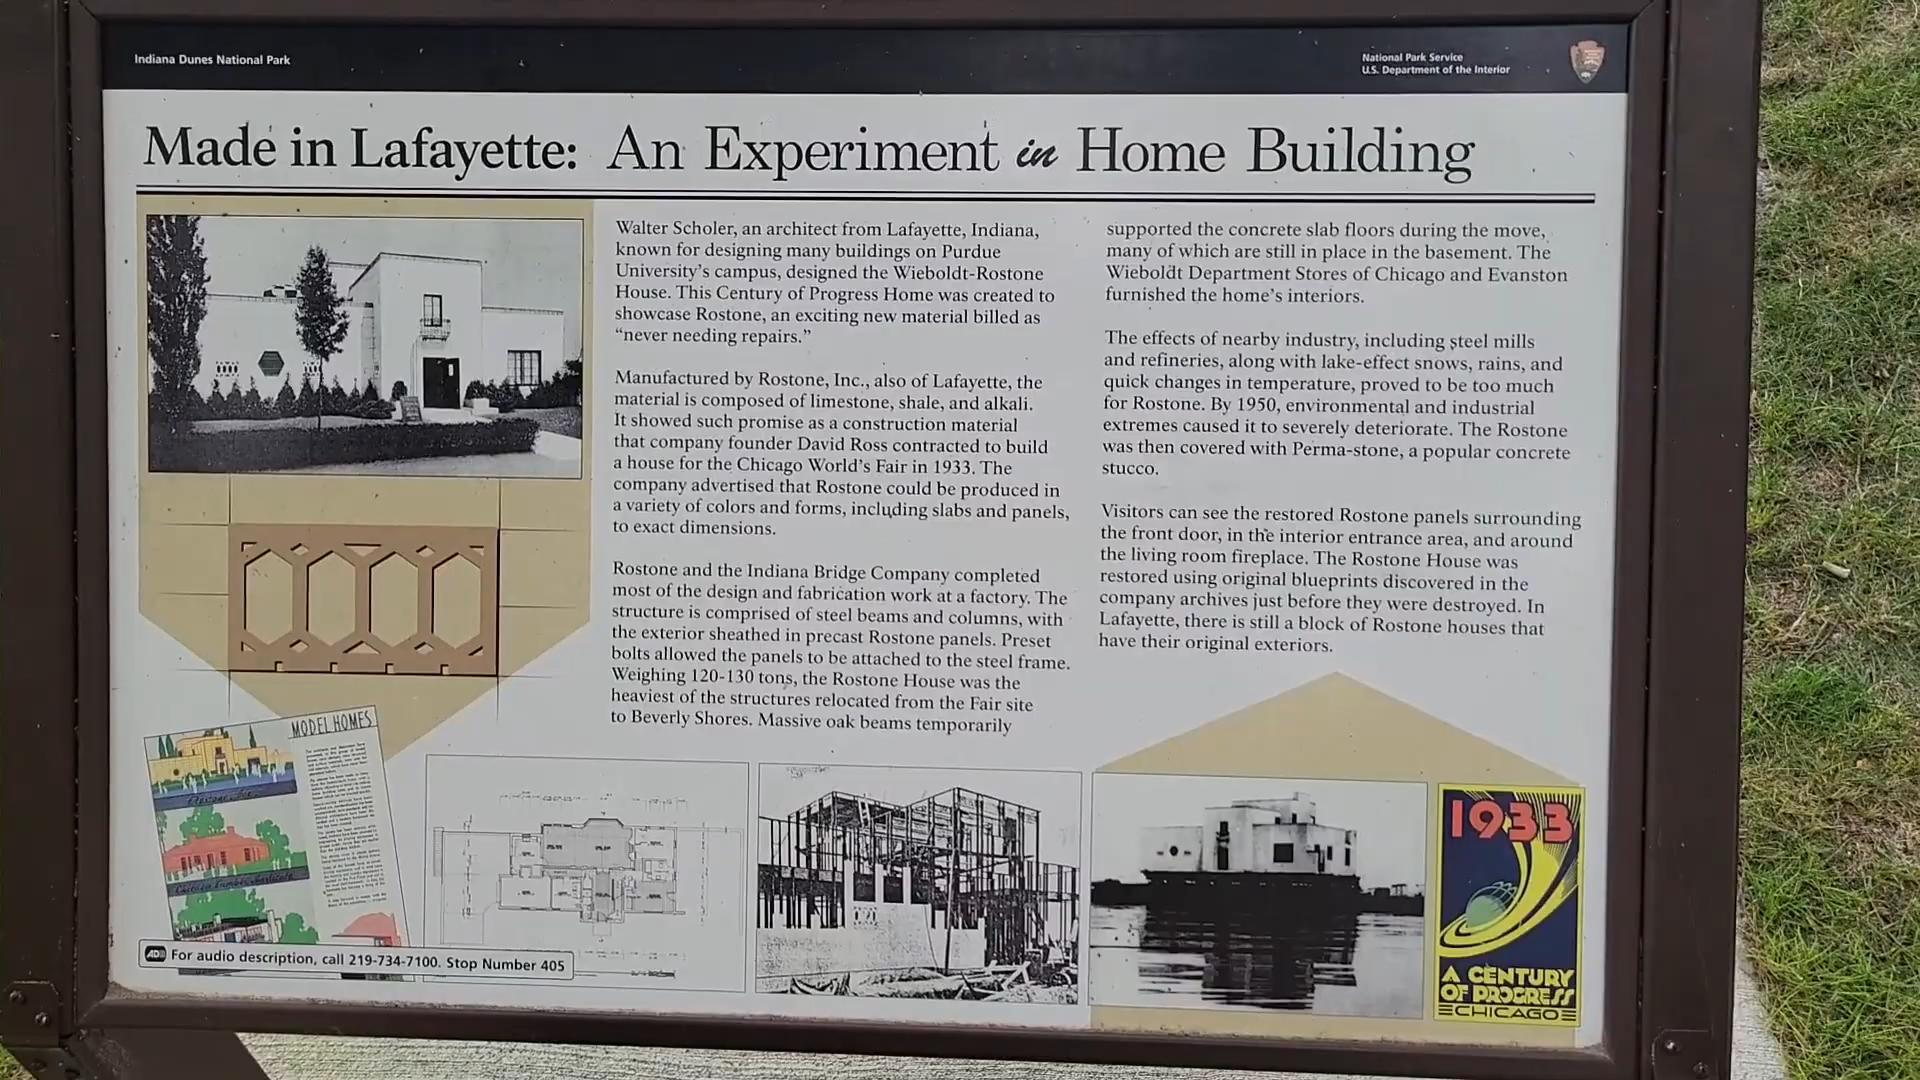 Indiana Dunes National Park
National Park Service
U.S. Department of the Interior
Made in Lafayette: An Experiment in Home Building
Walter Scholer, an architect from Lafayette, Indiana,
known for designing many buildings on Purdue
University's campus, designed the Wieboldt-Rostone
House. This Century of Progress Home was created to
showcase Rostone, an exciting new material billed as
“never needing repairs.”
Manufactured by Rostone, Inc., also of Lafayette, the
material is composed of limestone, shale, and alkali.
It showed such promise as a construction material
that company founder David Ross contracted to build
a house for the Chicago World's Fair in 1933. The
company advertised that Rostone could be produced in
a variety of colors and forms, including slabs and panels,
to exact dimensions.
Rostone and the Indiana Bridge Company completed
most of the design and fabrication work at a factory. The
structure is comprised of steel beams and columns, with
the exterior sheathed in precast Rostone panels. Preset
bolts allowed the panels to be attached to the steel frame.
Weighing 120-130 tons, the Rostone House was the
heaviest of the structures relocated from the Fair site
to Beverly Shores. Massive oak beams temporarily
supported the concrete slab floors during the move,
many of which are still in place in the basement. The
Wieboldt Department Stores of Chicago and Evanston
furnished the home's interiors.
The effects of nearby industry, including steel mills
and refineries, along with lake-effect snows, rains, and
quick changes in temperature, proved to be too much
for Rostone. By 1950, environmental and industrial
extremes caused it to severely deteriorate. The Rostone
was then covered with Perma-stone, a popular concrete
stucco.
Visitors can see the restored Rostone panels surrounding
the front door, in the interior entrance area, and around
the living room fireplace. The Rostone House was
restored using original blueprints discovered in the
company archives just before they were destroyed. In
Lafayette, there is still a block of Rostone houses that
have their original exteriors.
MODEL HOMES
AD
For audio description, call 219-734-7100. Stop Number 405
1933
A CENTURY
OF PROGRESS
CHICAGO